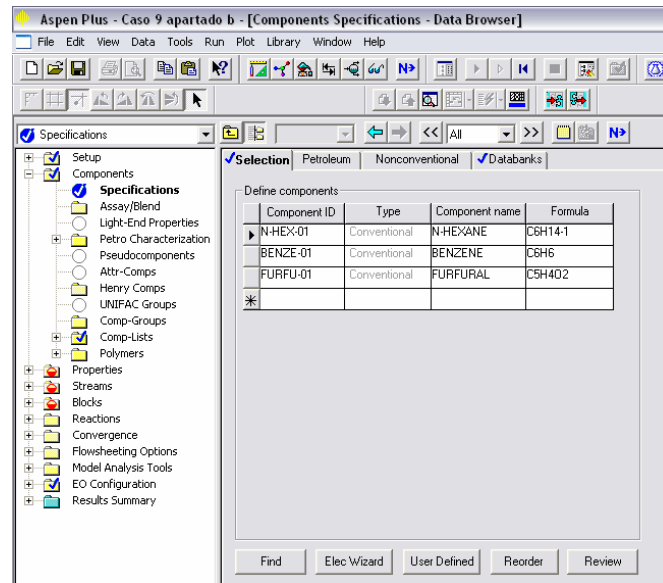 Aspen Plus - Caso 9 apartado b - [Components Specifications - Data Browser]
File Edit View Data Tools Run Plot Library Window Help
N>
Specifications
<< All >> N>
Setup
Components
Specifications
Assay/Blend
Light-End Properties
Petro Characterization
Pseudocomponents
Attr-Comps
Henry Comps
UNIFAC Groups
Comp-Groups
Comp-Lists
Polymers
Properties
Streams
Blocks
Reactions
Convergence
Flowsheeting Options
Model Analysis Tools
EO Configuration
Results Summary
Selection Petroleum Nonconventional Databanks
Define components
Component ID Type Component name Formula
N-HEX-01 Conventional N-HEXANE C6H14-1
BENZE-01 Conventional BENZENE C6H6
FURFU-01 Conventional FURFURAL C5H4O2
Find Elec Wizard User Defined Reorder Review